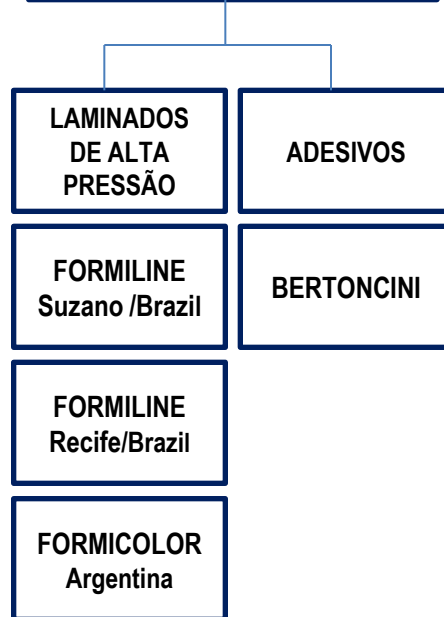 LAMINADOS
DE ALTA
PRESSÃO
ADESIVOS
FORMILINE
Suzano /Brazil
BERTONCINI
FORMILINE
Recife/Brazil
FORMICOLOR
Argentina